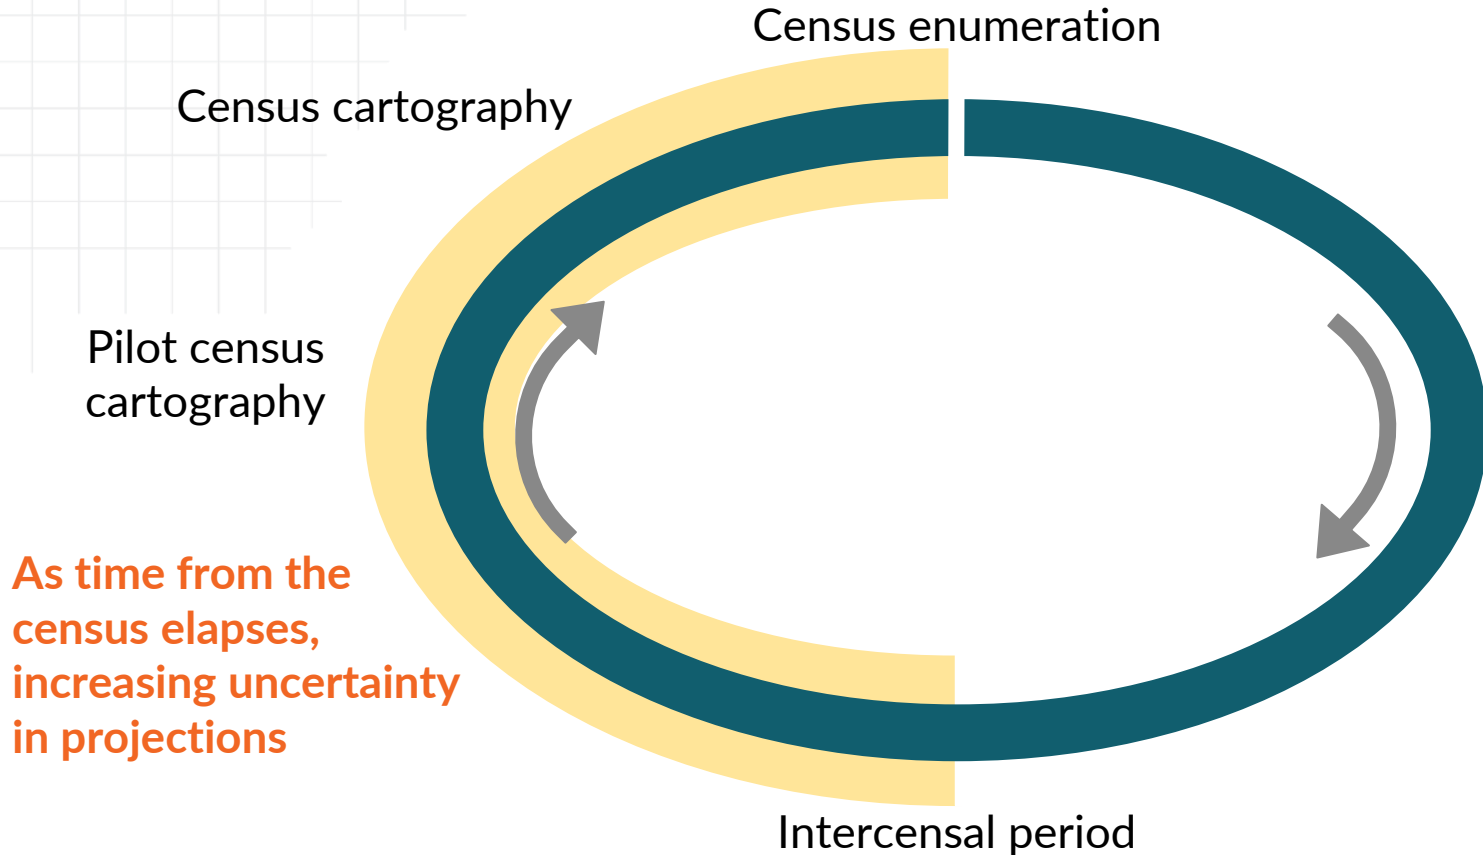 Census enumeration
Census cartography
Pilot census
cartography
As time from the
census elapses,
increasing uncertainty
in projections
Intercensal period